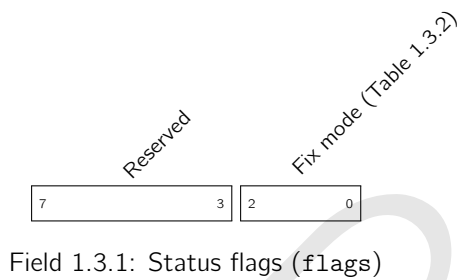 Reserved
Fix mode (Table 1.3.2)
7 3 2 0
Field 1.3.1: Status flags (flags)